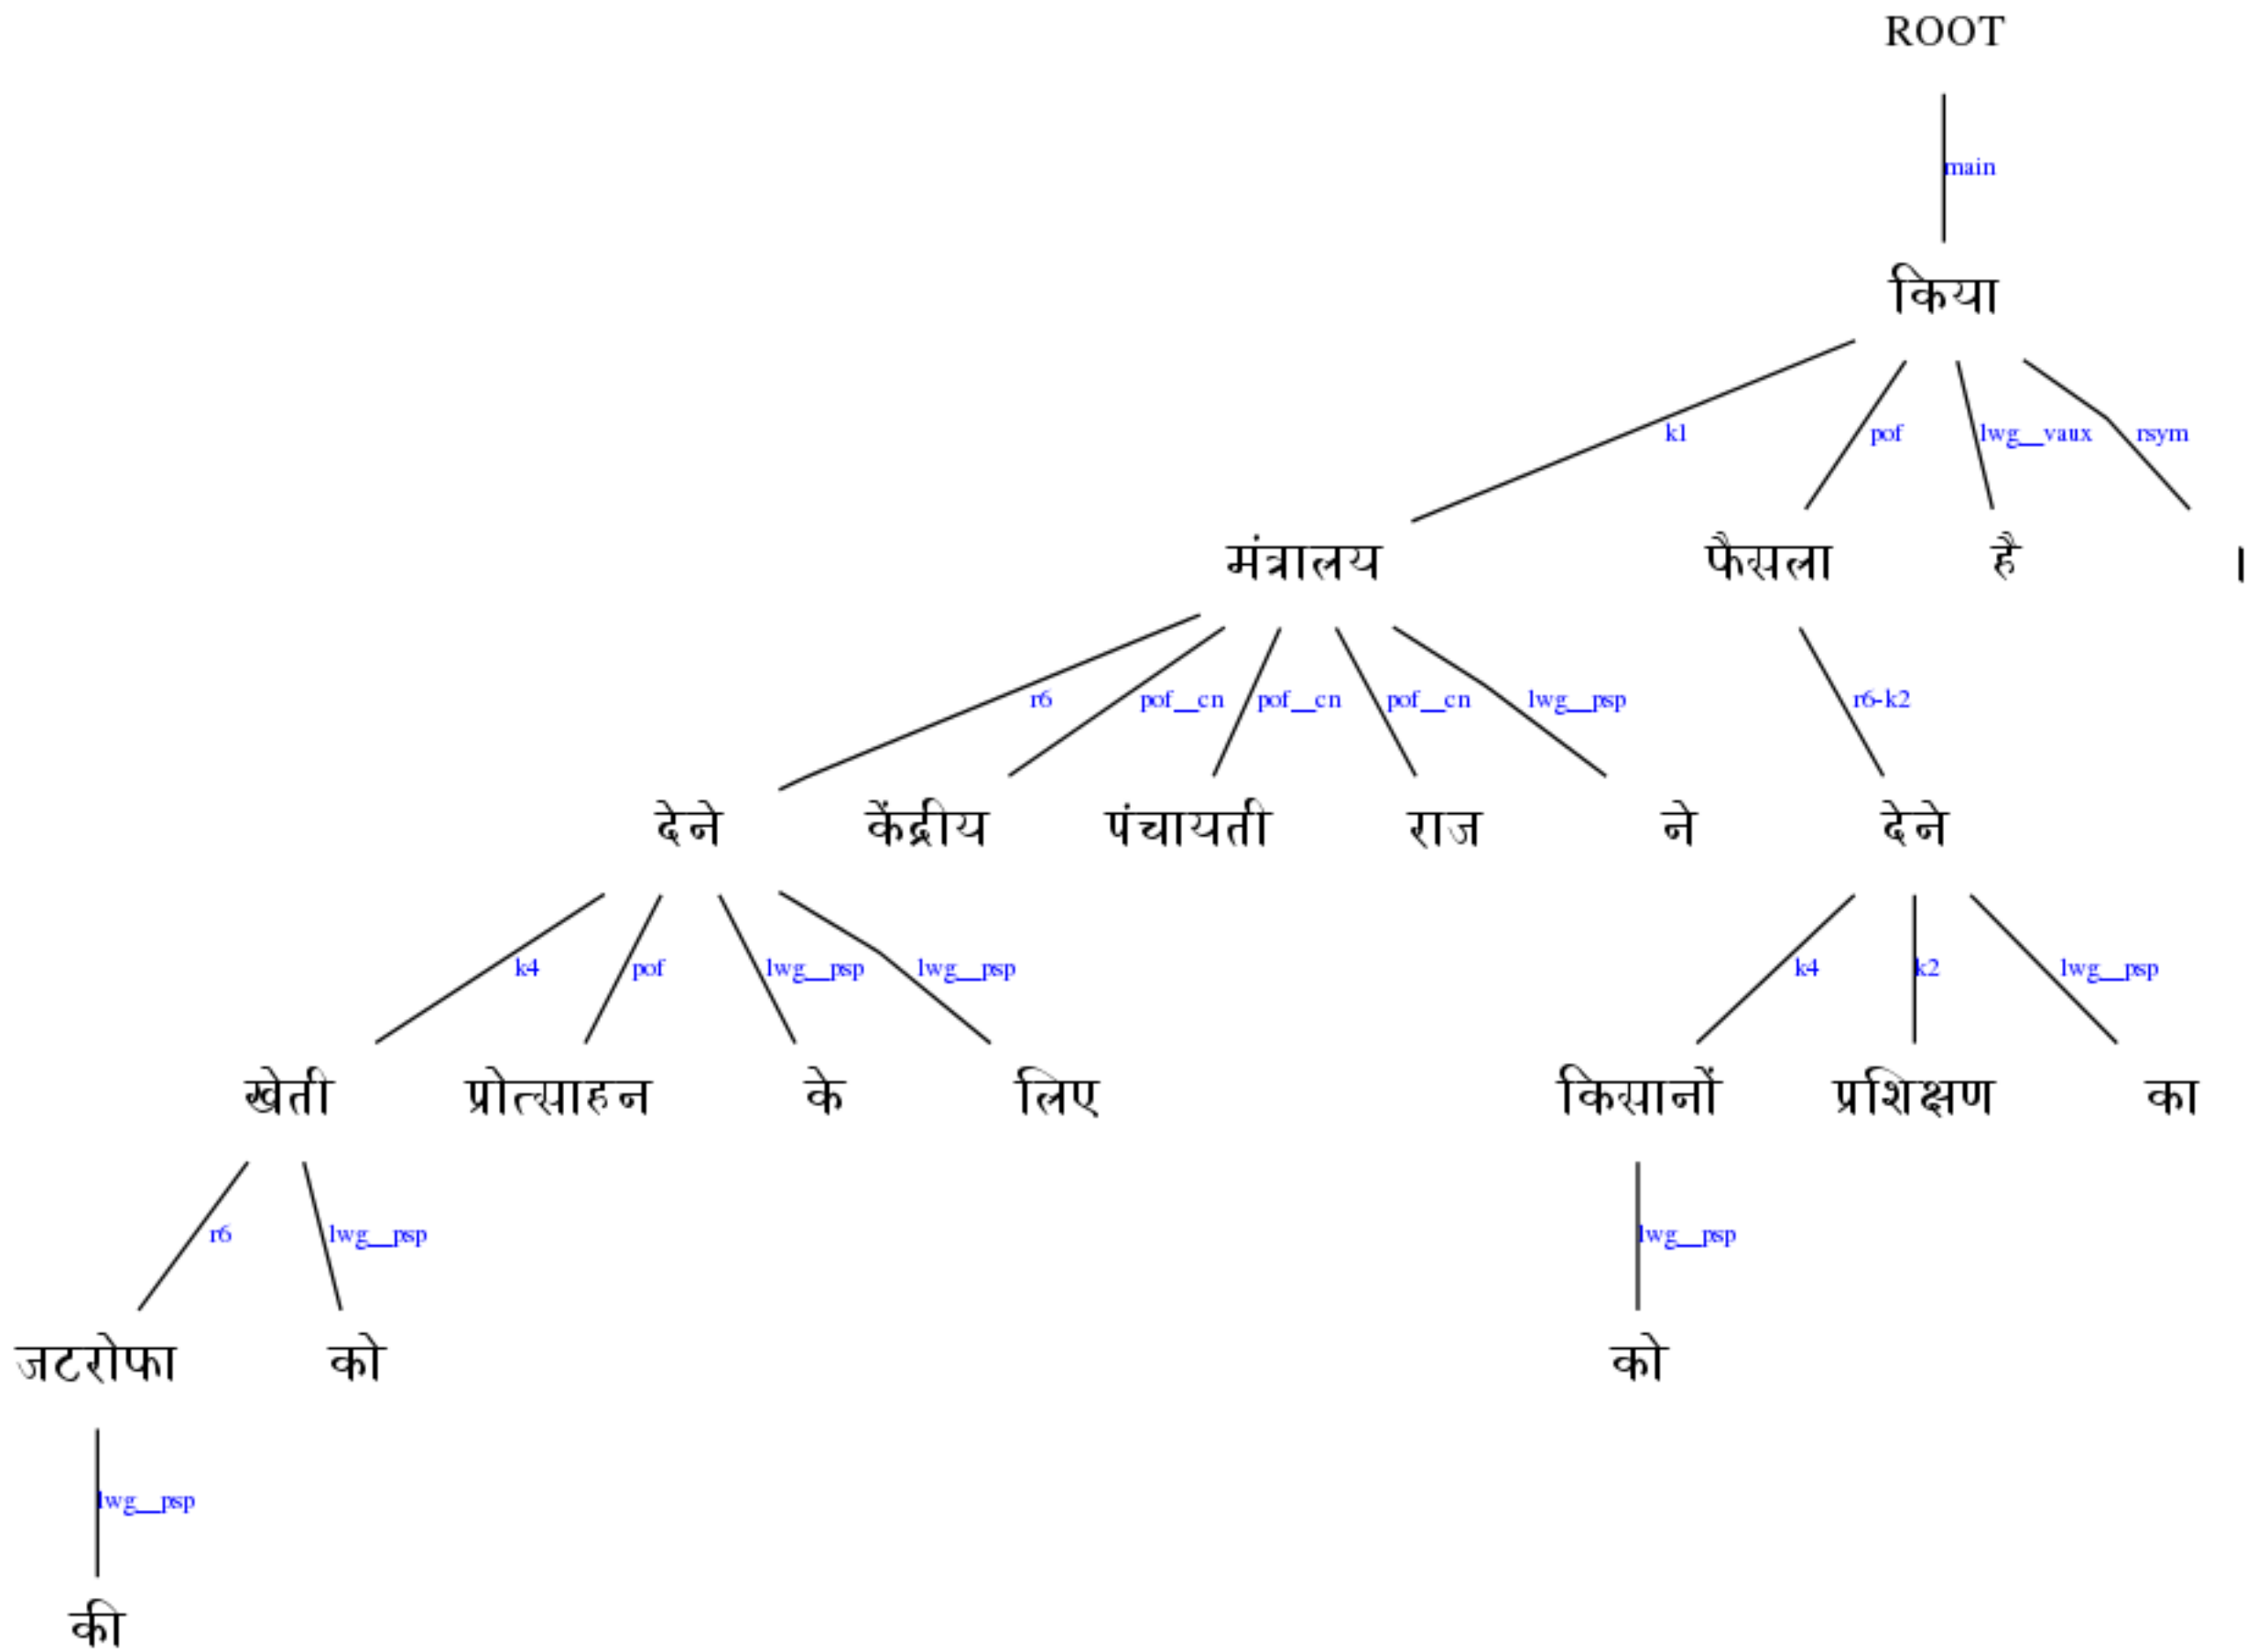 ROOT
main
किया
k1 pof lwg__vaux rsym
मंत्रालय फैसला है ।
r6 pof__cn pof__cn pof__cn lwg__psp r6-k2
देने केंद्रीय पंचायती राज ने देने
k4 pof lwg__psp lwg__psp k4 k2 lwg__psp
खेती प्रोत्साहन के लिए किसानों प्रशिक्षण का
r6 lwg__psp lwg__psp
जटरोफा को को
lwg__psp
की